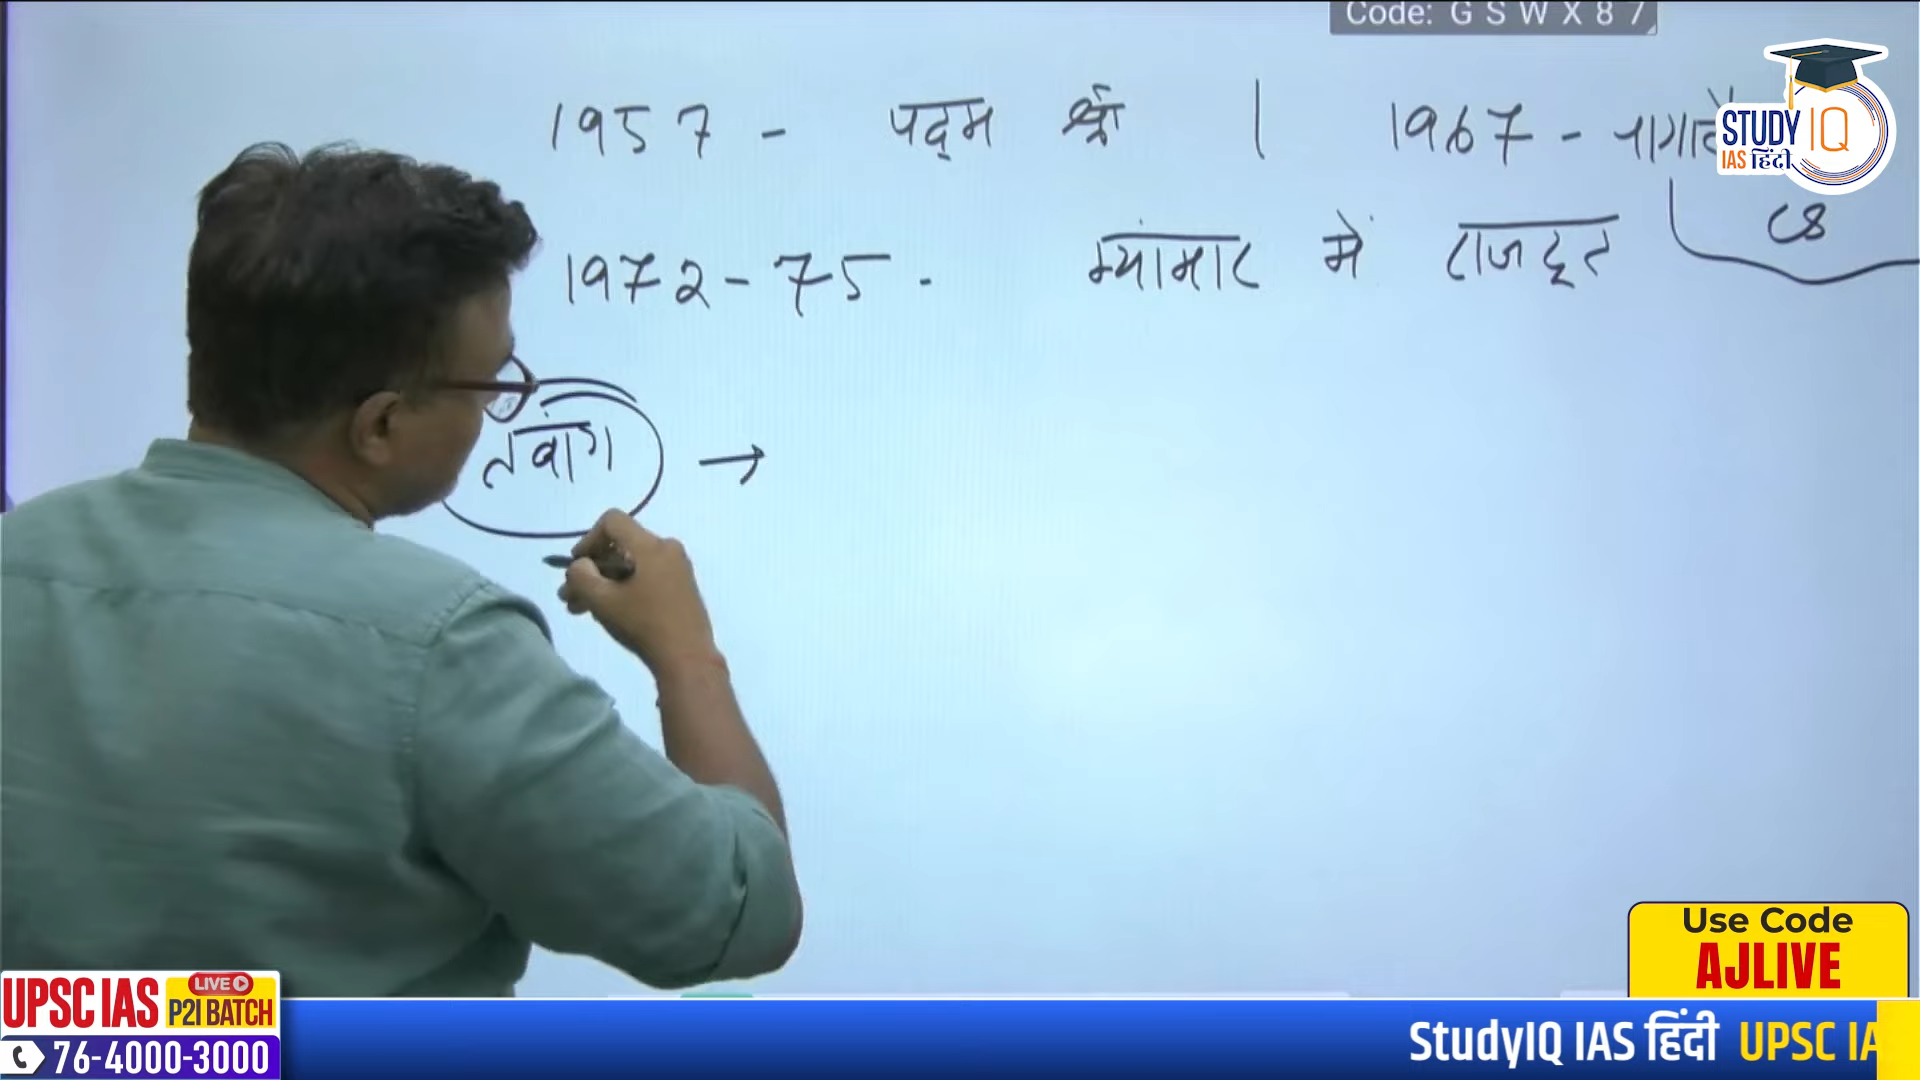 Code: G S W X 8 7
1957 - पद्म श्री | 1967 -
CS
1972 - 75 - म्यांमार में राजदूत
तवांग →
STUDY IQ
IAS हिंदी
Use Code
AJLIVE
UPSC IAS LIVE P2I BATCH
76-4000-3000
StudyIQ IAS हिंदी UPSC IA